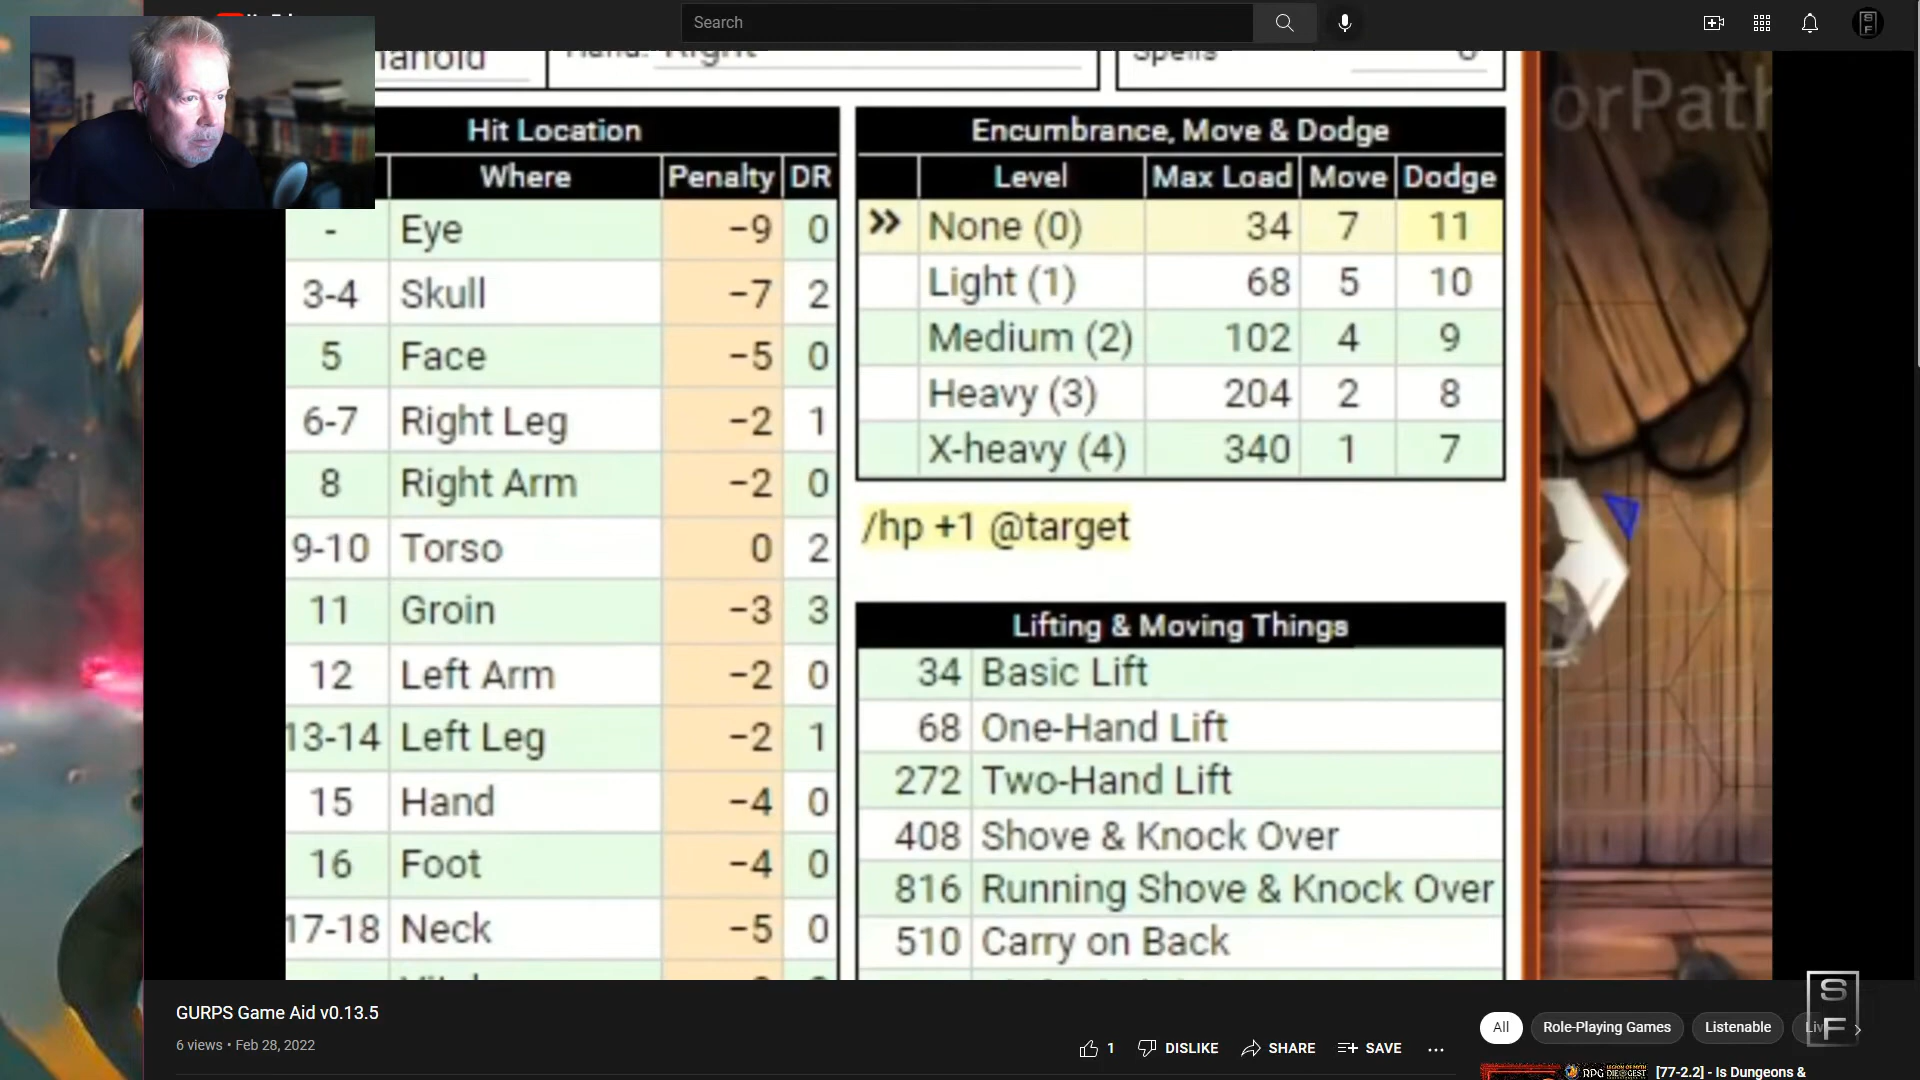 Search
Hand: Right
Spells 0
orPath
Hit Location
Where Penalty DR
- Eye −9 0
3-4 Skull −7 2
5 Face −5 0
6-7 Right Leg −2 1
8 Right Arm −2 0
9-10 Torso 0 2
11 Groin −3 3
12 Left Arm −2 0
13-14 Left Leg −2 1
15 Hand −4 0
16 Foot −4 0
17-18 Neck −5 0
Encumbrance, Move & Dodge
Level Max Load Move Dodge
» None (0) 34 7 11
Light (1) 68 5 10
Medium (2) 102 4 9
Heavy (3) 204 2 8
X-heavy (4) 340 1 7
/hp +1 @target
Lifting & Moving Things
34 Basic Lift
68 One-Hand Lift
272 Two-Hand Lift
408 Shove & Knock Over
816 Running Shove & Knock Over
510 Carry on Back
GURPS Game Aid v0.13.5
6 views • Feb 28, 2022
1 DISLIKE SHARE SAVE ...
All Role-Playing Games Listenable Liv
S
F
[77-2.2] - Is Dungeons &